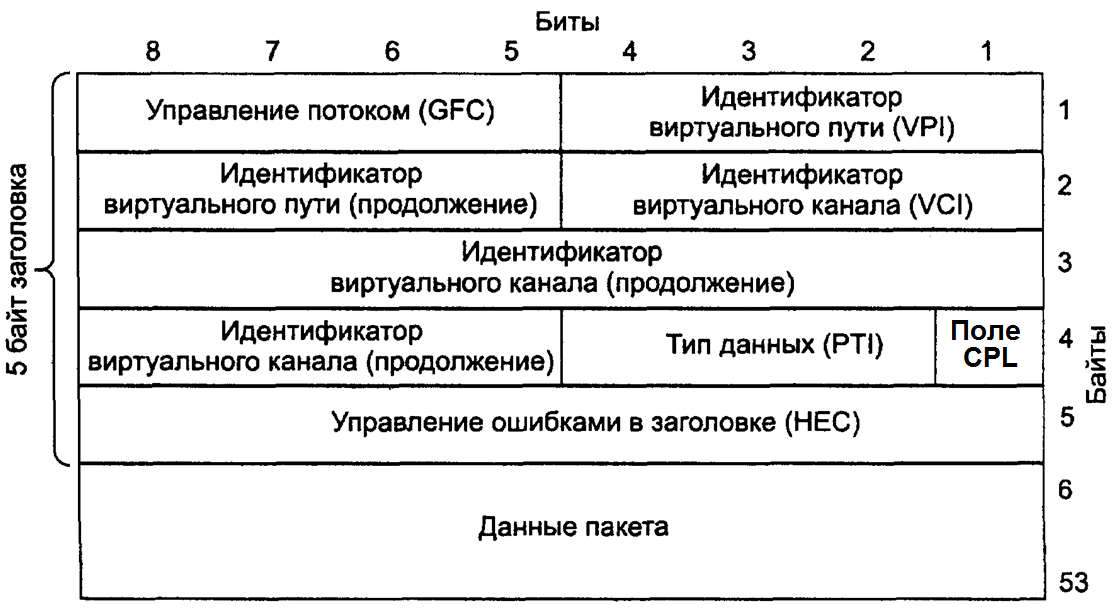 Биты
8 7 6 5 4 3 2 1
Управление потоком (GFC)
Идентификатор
виртуального пути (VPI)
1
Идентификатор
виртуального пути (продолжение)
Идентификатор
виртуального канала (VCI)
2
Идентификатор
виртуального канала (продолжение)
3
Идентификатор
виртуального канала (продолжение)
Тип данных (PTI)
Поле
CPL
4
Управление ошибками в заголовке (HEC)
5
Данные пакета
6
53
5 байт заголовка
Байты